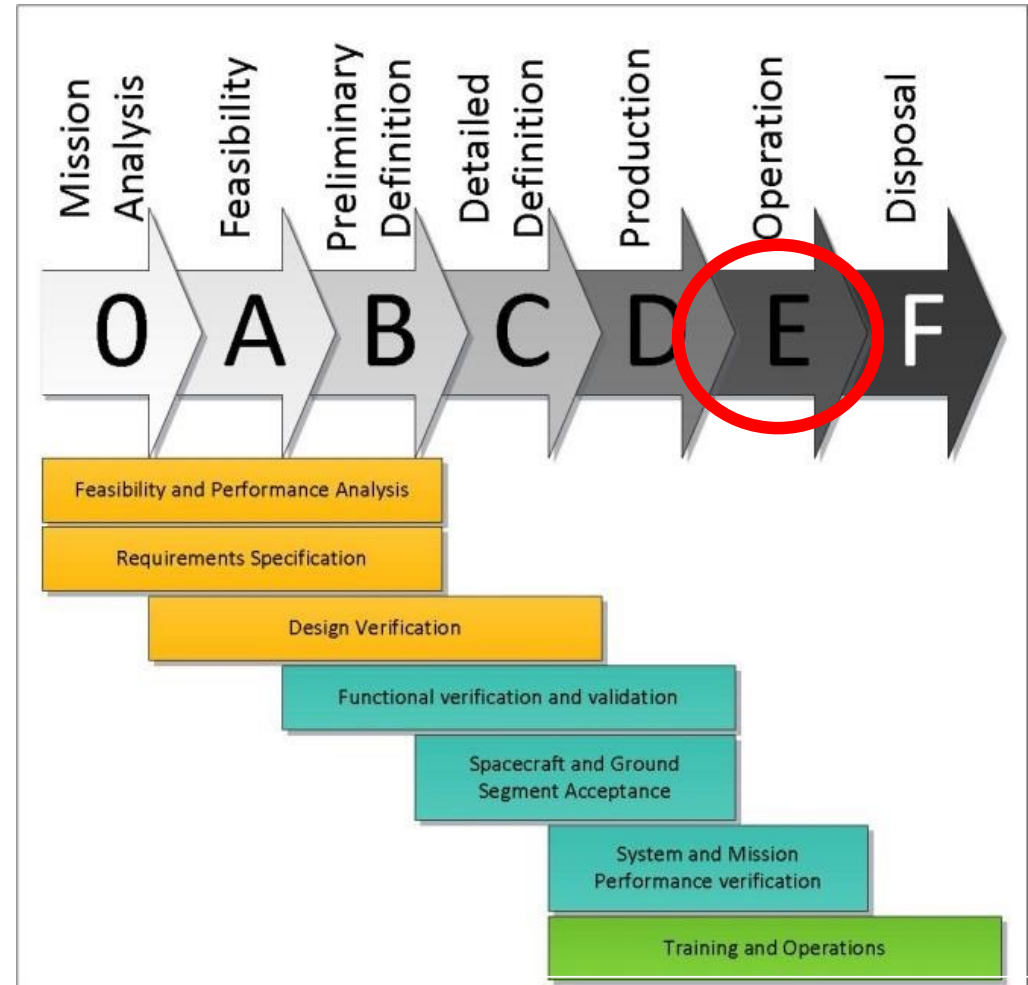 Mission
Analysis
Feasibility
Preliminary
Definition
Detailed
Definition
Production
Operation
Disposal
0
A
B
C
D
E
F
Feasibility and Performance Analysis
Requirements Specification
Design Verification
Functional verification and validation
Spacecraft and Ground
Segment Acceptance
System and Mission
Performance verification
Training and Operations